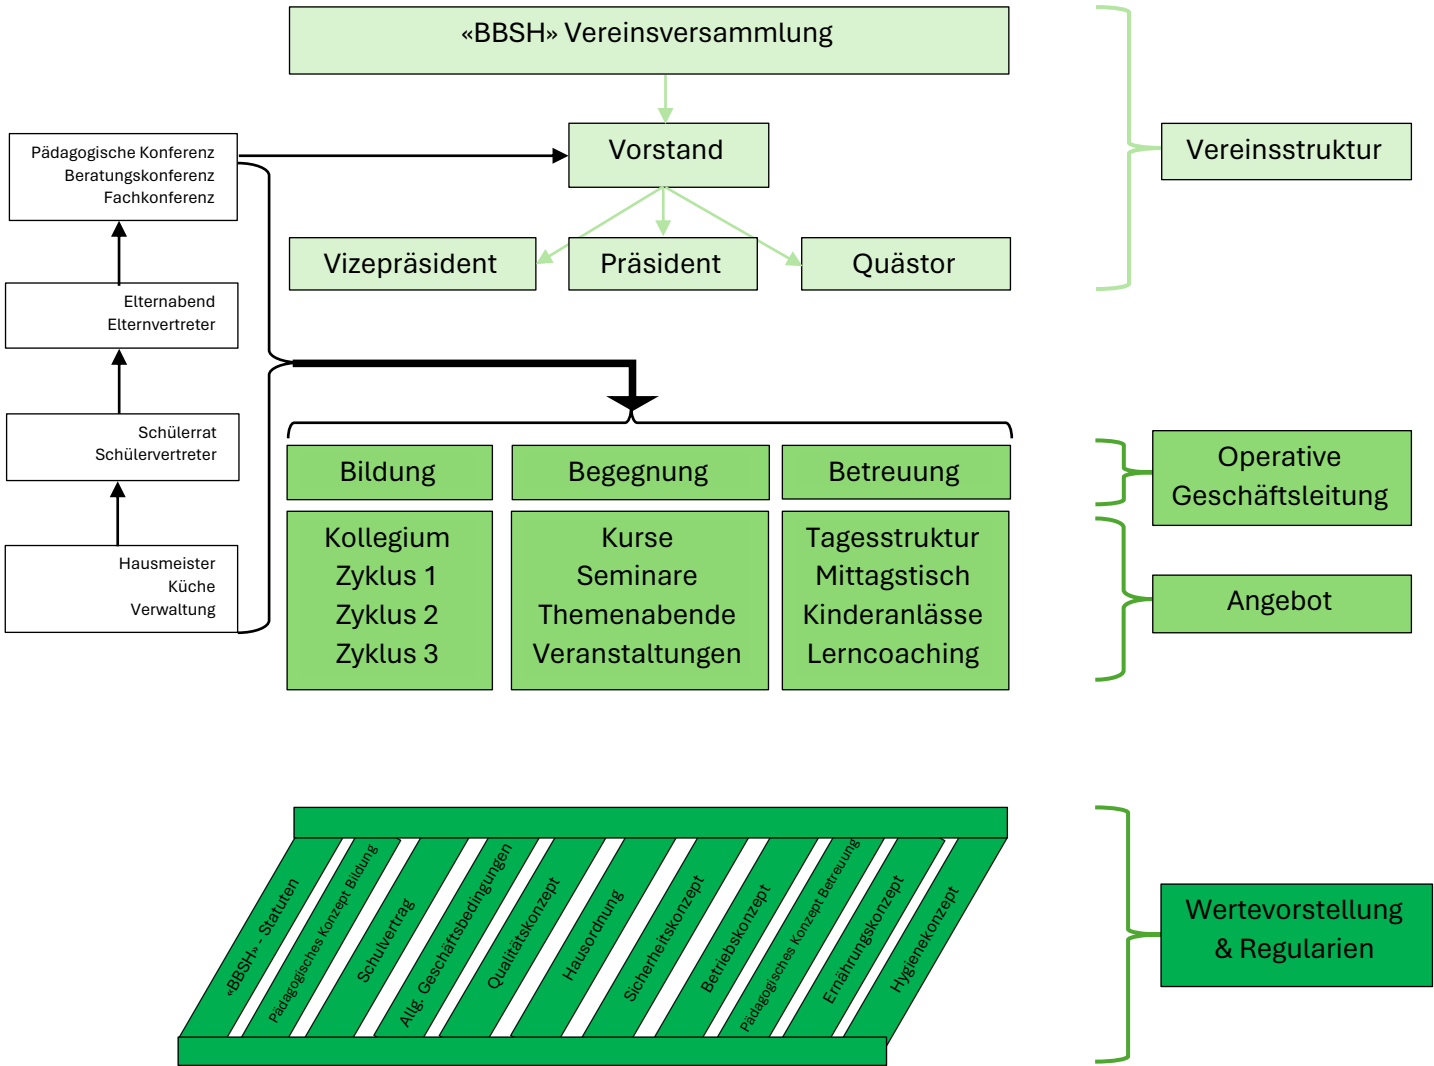 «BBSH» Vereinsversammlung
Vorstand
Vizepräsident
Präsident
Quästor
Vereinsstruktur
Pädagogische Konferenz
Beratungskonferenz
Fachkonferenz
Elternabend
Elternvertreter
Schülerrat
Schülervertreter
Hausmeister
Küche
Verwaltung
Bildung
Begegnung
Betreuung
Operative
Geschäftsleitung
Kollegium
Zyklus 1
Zyklus 2
Zyklus 3
Kurse
Seminare
Themenabende
Veranstaltungen
Tagesstruktur
Mittagstisch
Kinderanlässe
Lerncoaching
Angebot
«BBSH» - Statuten
Pädagogisches Konzept Bildung
Schulvertrag
Allg. Geschäftsbedingungen
Qualitätskonzept
Hausordnung
Sicherheitskonzept
Betriebskonzept
Pädagogisches Konzept Betreuung
Ernährungskonzept
Hygienekonzept
Wertevorstellung
& Regularien